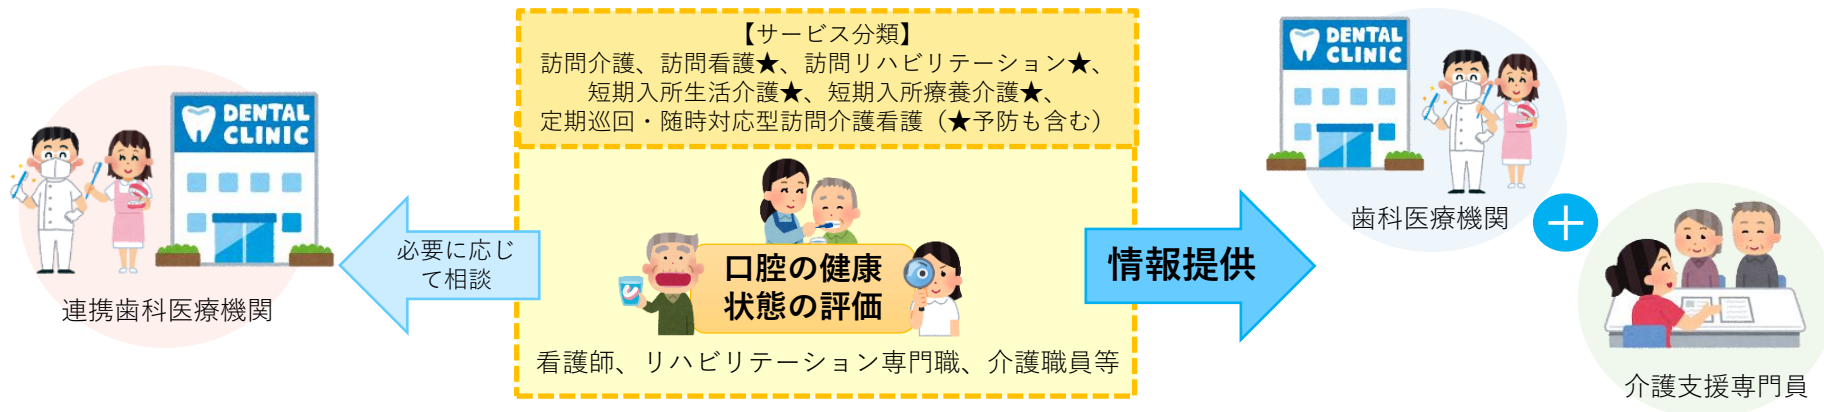 【サービス分類】
訪問介護、訪問看護★、訪問リハビリテーション★、
短期入所生活介護★、短期入所療養介護★、
定期巡回・随時対応型訪問介護看護（★予防も含む）
DENTAL
CLINIC
連携歯科医療機関
必要に応じ
て相談
口腔の健康
状態の評価
看護師、リハビリテーション専門職、介護職員等
情報提供
DENTAL
CLINIC
歯科医療機関
＋
介護支援専門員